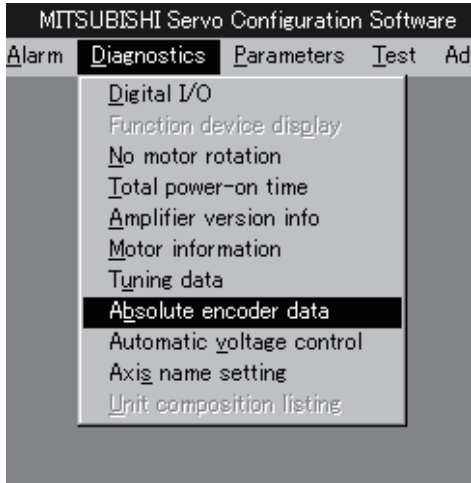 MITSUBISHI Servo Configuration Software
Alarm Diagnostics Parameters Test Ad
Digital I/O
Function device display
No motor rotation
Total power-on time
Amplifier version info
Motor information
Tuning data
Absolute encoder data
Automatic voltage control
Axis name setting
Unit composition listing